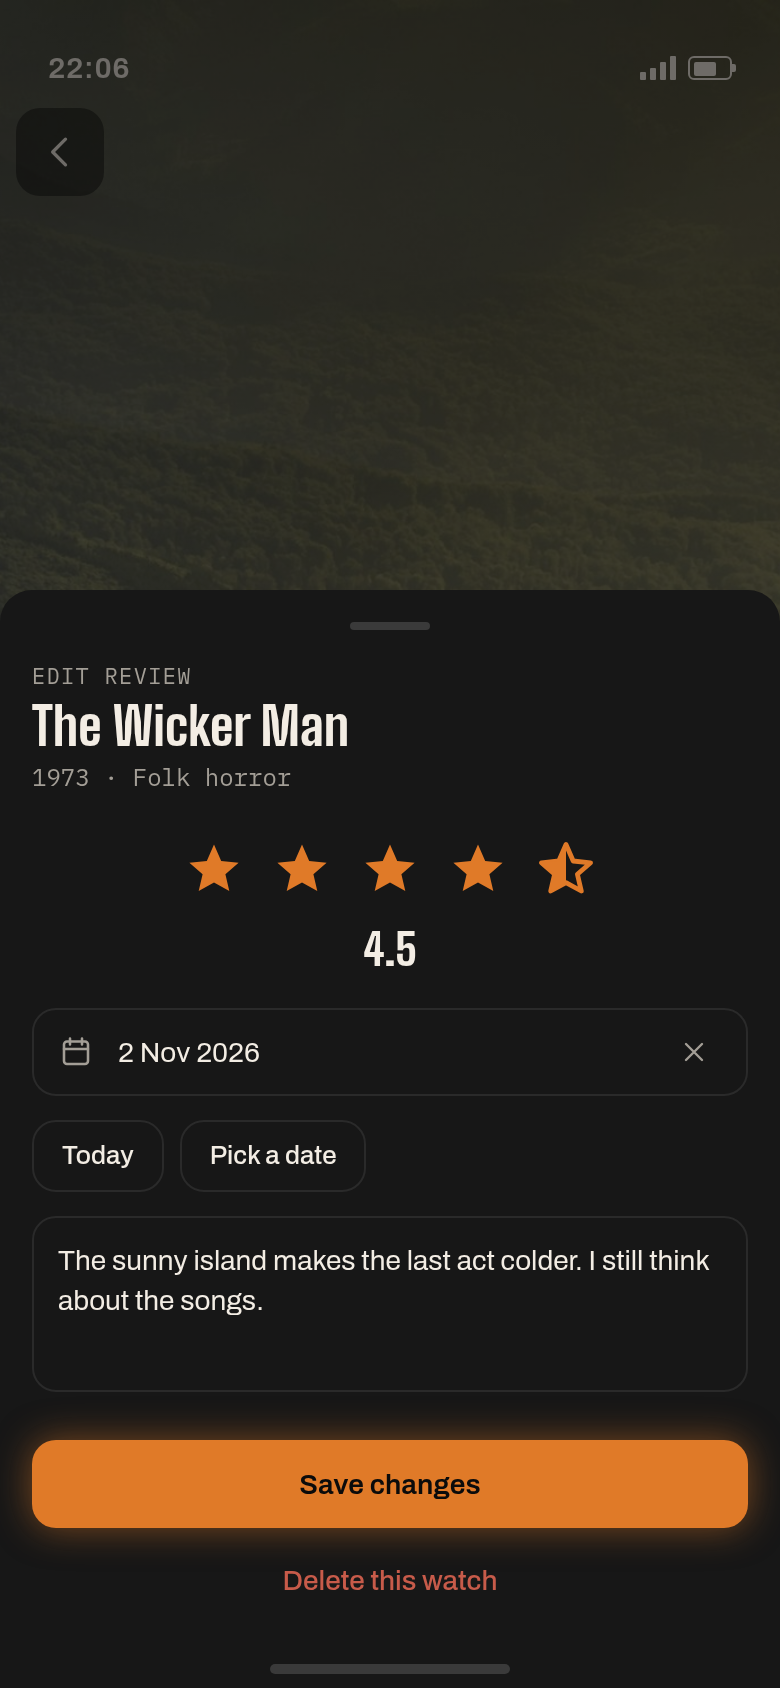 22:06
EDIT REVIEW
The Wicker Man
1973 · Folk horror
4.5
2 Nov 2026
Today
Pick a date
The sunny island makes the last act colder. I still think
about the songs.
Save changes
Delete this watch